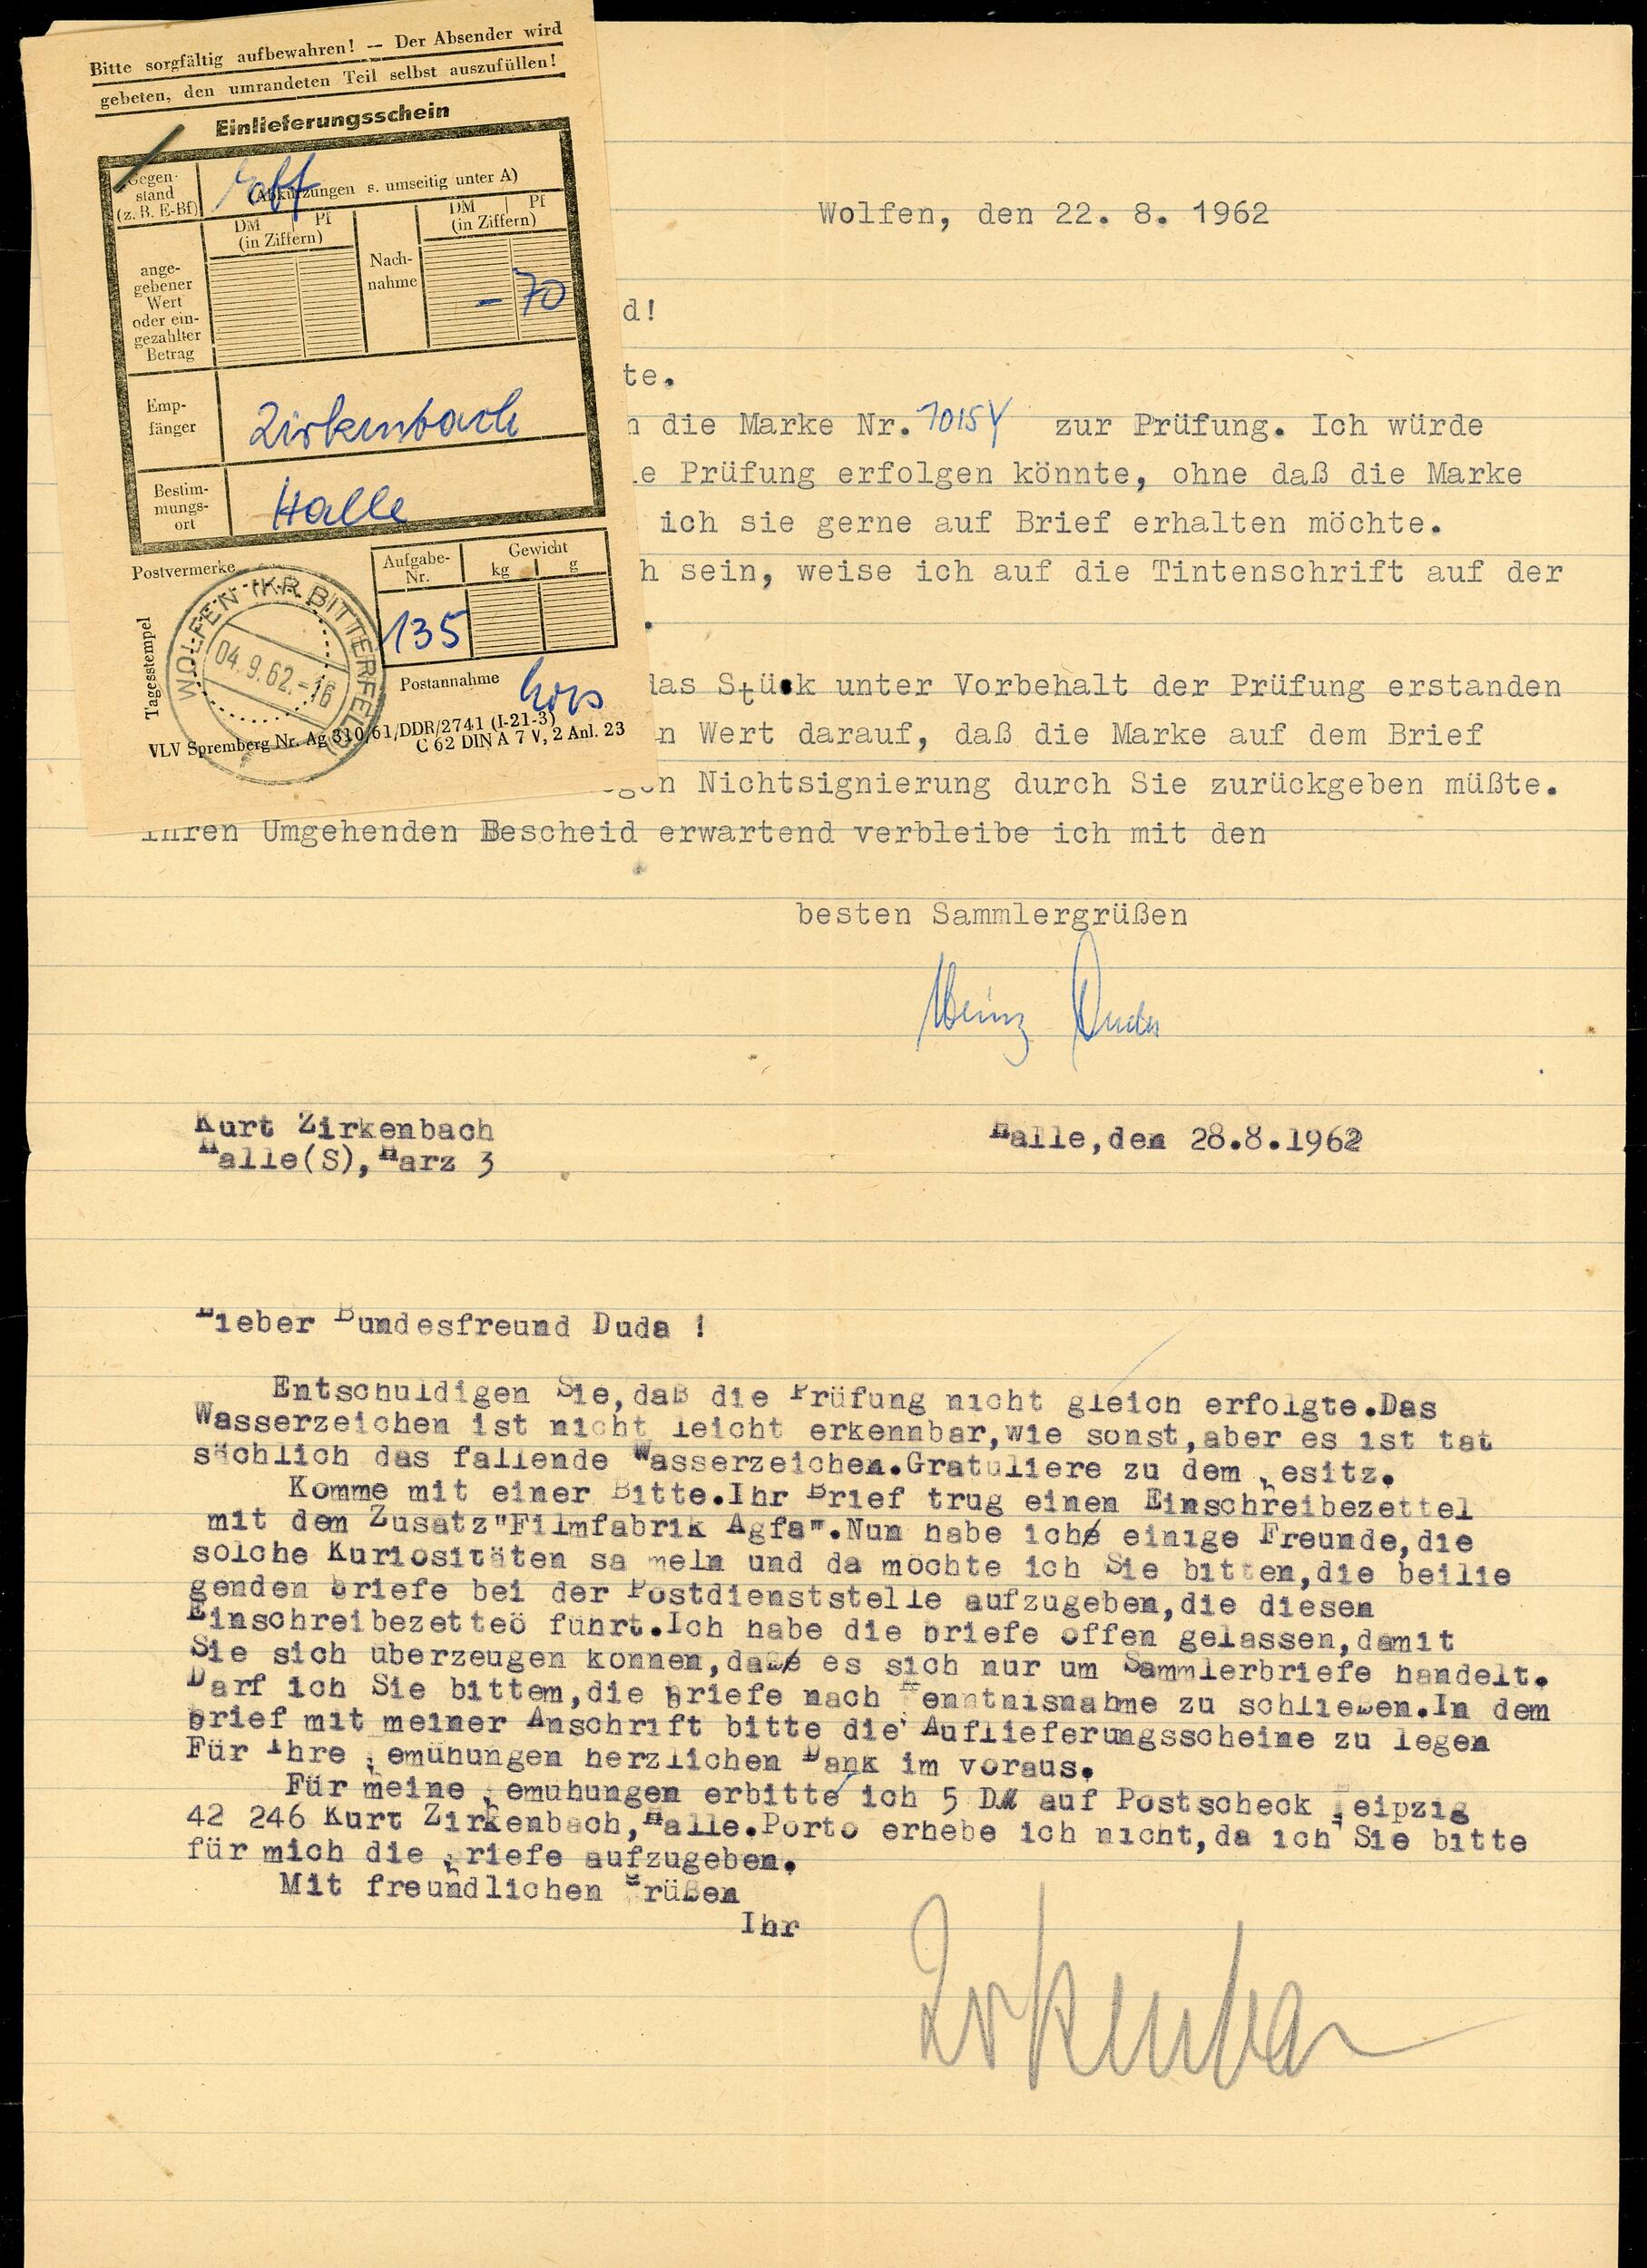 Bitte sorgfältig aufbewahren! — Der Absender wird
gebeten, den umrandeten Teil selbst auszufüllen!
Einlieferungsschein
Gegen-
stand
(z. B. E-Bf)
(Abkürzungen s. umseitig unter A)
DM Pf
(in Ziffern)
DM Pf
(in Ziffern)
ange-
gebener
Wert
oder ein-
gezahlter
Betrag
Nach-
nahme
- 70
Emp-
fänger
Zirkenbach
Bestim-
mungs-
ort
Halle
Postvermerke
Aufgabe-
Nr.
Gewicht
kg g
135
Tagesstempel
WOLFEN (KR BITTERFELD)
04.9.62.-16
Postannahme
VLV Spremberg Nr. Ag 310/61/DDR/2741 (I-21-3)
C 62 DIN A 7 V, 2 Anl. 23
Wolfen, den 22. 8. 1962
d!
te.
die Marke Nr. 1015Y zur Prüfung. Ich würde
e Prüfung erfolgen könnte, ohne daß die Marke
ich sie gerne auf Brief erhalten möchte.
h sein, weise ich auf die Tintenschrift auf der
.
das Stück unter Vorbehalt der Prüfung erstanden
n Wert darauf, daß die Marke auf dem Brief
gen Nichtsignierung durch Sie zurückgeben müßte.
Ihren Umgehenden Bescheid erwartend verbleibe ich mit den
besten Sammlergrüßen
Heinz Duda
Kurt Zirkenbach
Halle(S), Harz 3
Halle,den 28.8.1962
Lieber Bundesfreund Duda !
Entschuldigen Sie,daß die Prüfung nicht gleich erfolgte.Das
Wasserzeichen ist nicht leicht erkennbar,wie sonst,aber es ist tat
sächlich das fallende Wasserzeichen.Gratuliere zu dem Besitz.
Komme mit einer Bitte.Ihr Brief trug einen Einschreibezettel
mit dem Zusatz"Filmfabrik Agfa".Nun habe ich einige Freunde,die
solche Kuriositäten sa meln und da möchte ich Sie bitten,die beilie
genden Briefe bei der Postdienststelle aufzugeben,die diesen
Einschreibezetteö führt.Ich habe die Briefe offen gelassen,damit
Sie sich überzeugen können,daß es sich nur um Sammlerbriefe handelt.
Darf ich Sie bitten,die Briefe nach Kenntnisnahme zu schließen.In dem
Brief mit meiner Anschrift bitte die Auflieferungsscheine zu legen
Für Ihre Bemühungen herzlichen Dank im voraus.
Für meine Bemühungen erbitte ich 5 DM auf Postscheck Leipzig
42 246 Kurt Zirkenbach,Halle.Porto erhebe ich nicht,da ich Sie bitte
für mich die Briefe aufzugeben.
Mit freundlichen Grüßen
Ihr
Zirkenba